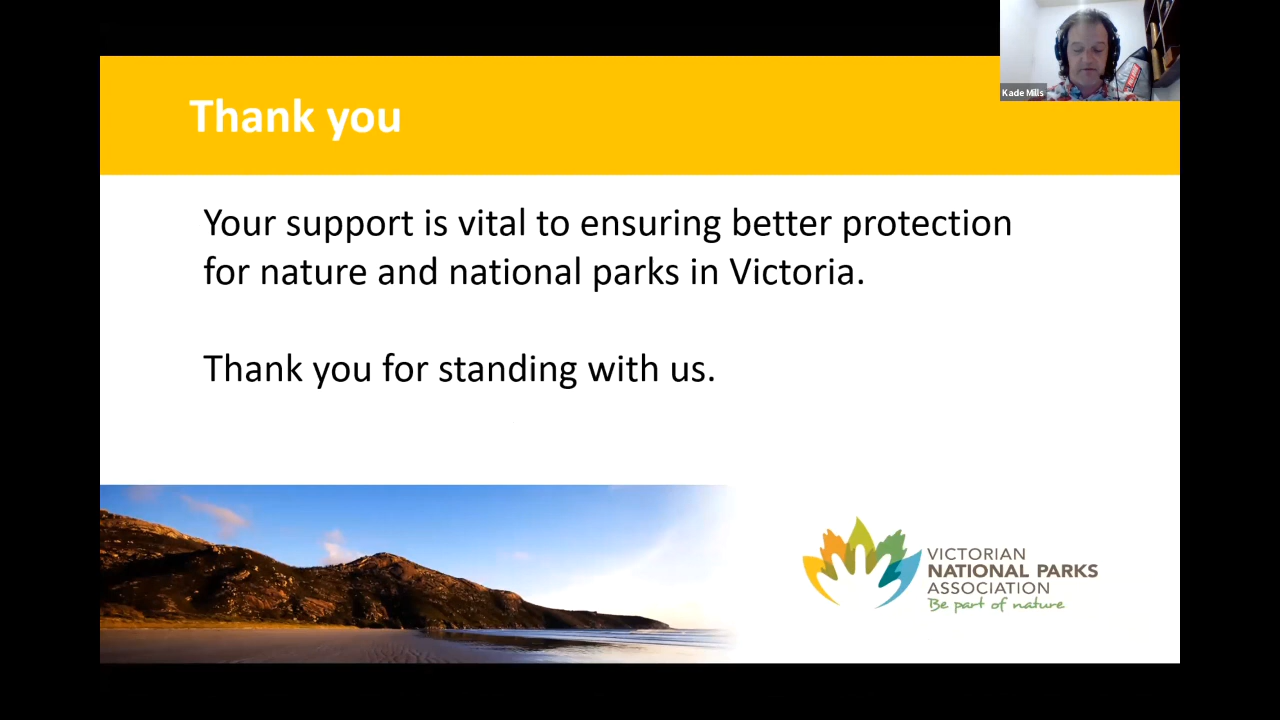 Kade Mills
Thank you
Your support is vital to ensuring better protection
for nature and national parks in Victoria.
Thank you for standing with us.
VICTORIAN
NATIONAL PARKS
ASSOCIATION
Be part of nature